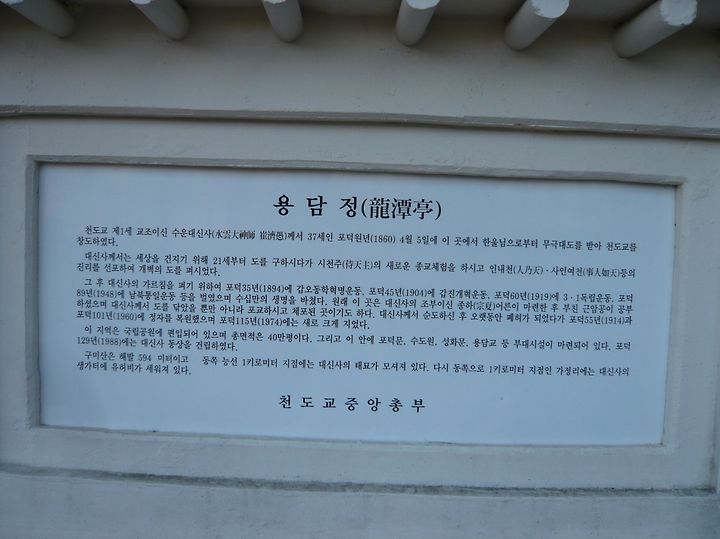 용 담 정(龍潭亭)
천도교 제1세 교조이신 수운대신사(水雲大神師 崔濟愚)께서 37세인 포덕원년(1860) 4월 5일에 이 곳에서 한울님으로부터 무극대도를 받아 천도교를
창도하였다.
대신사께서는 세상을 건지기 위해 21세부터 도를 구하시다가 시천주(侍天主)의 새로운 종교체험을 하시고 인내천(人乃天)·사인여천(事人如天)등의
진리를 선포하여 개벽의 도를 펴시었다.
그 후 대신사의 가르침을 펴기 위하여 포덕35년(1894)에 갑오동학혁명운동, 포덕45년(1904)에 갑진개혁운동, 포덕60년(1919)에 3·1독립운동, 포덕
89년(1948)에 남북통일운동 등을 벌였으며 수십만의 생명을 바쳤다. 원래 이 곳은 대신사의 조부이신 종하(宗夏)어른이 마련한 후 부친 근암공이 공부
하셨으며 대신사께서 도를 닦았을 뿐만 아니라 포교하시고 체포된 곳이기도 하다. 대신사께서 순도하신 후 오랫동안 폐허가 되었다가 포덕55년(1914)과
포덕101년(1960)에 정자를 복원했으며 포덕115년(1974)에는 새로 크게 지었다.
이 지역은 국립공원에 편입되어 있으며 총면적은 40만평이다. 그리고 이 안에 포덕문, 수도원, 성화문, 용담교 등 부대시설이 마련되어 있다. 포덕
129년(1988)에는 대신사 동상을 건립하였다.
구미산은 해발 594 미터이고 동쪽 능선 1키로미터 지점에는 대신사의 태묘가 모셔져 있다. 다시 동쪽으로 1키로미터 지점인 가정리에는 대신사의
생가터에 유허비가 세워져 있다.
천 도 교 중 앙 총 부